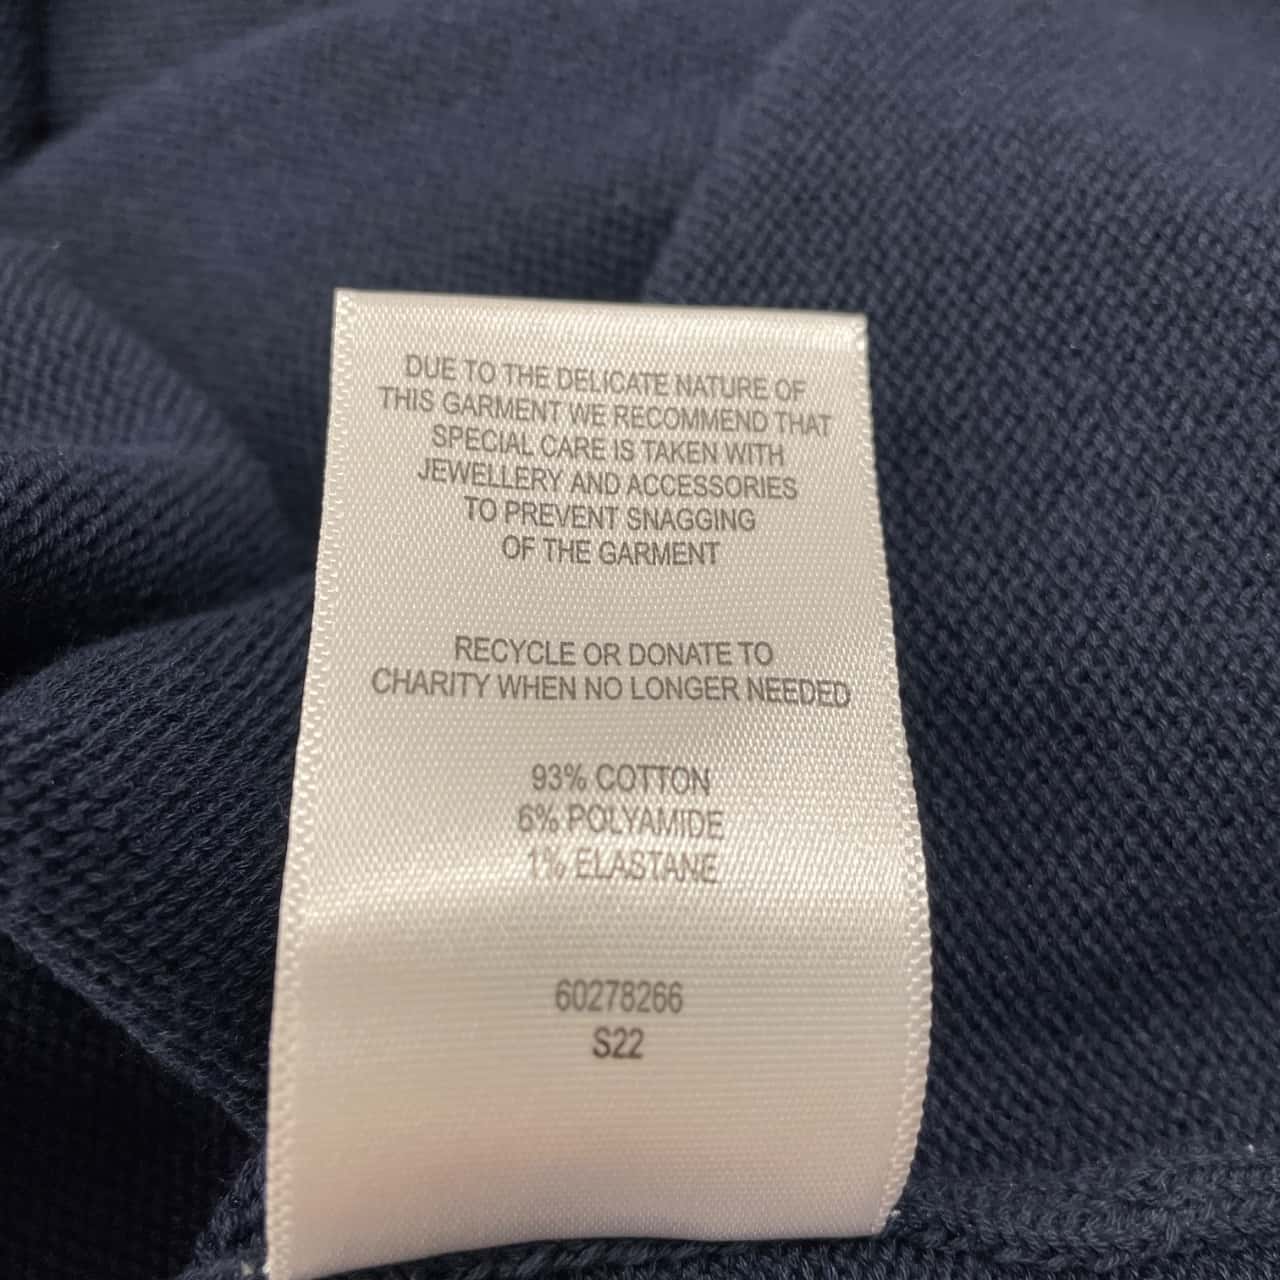 DUE TO THE DELICATE NATURE OF
THIS GARMENT WE RECOMMEND THAT
SPECIAL CARE IS TAKEN WITH
JEWELLERY AND ACCESSORIES
TO PREVENT SNAGGING
OF THE GARMENT
RECYCLE OR DONATE TO
CHARITY WHEN NO LONGER NEEDED
93% COTTON
6% POLYAMIDE
1% ELASTANE
60278266
S22